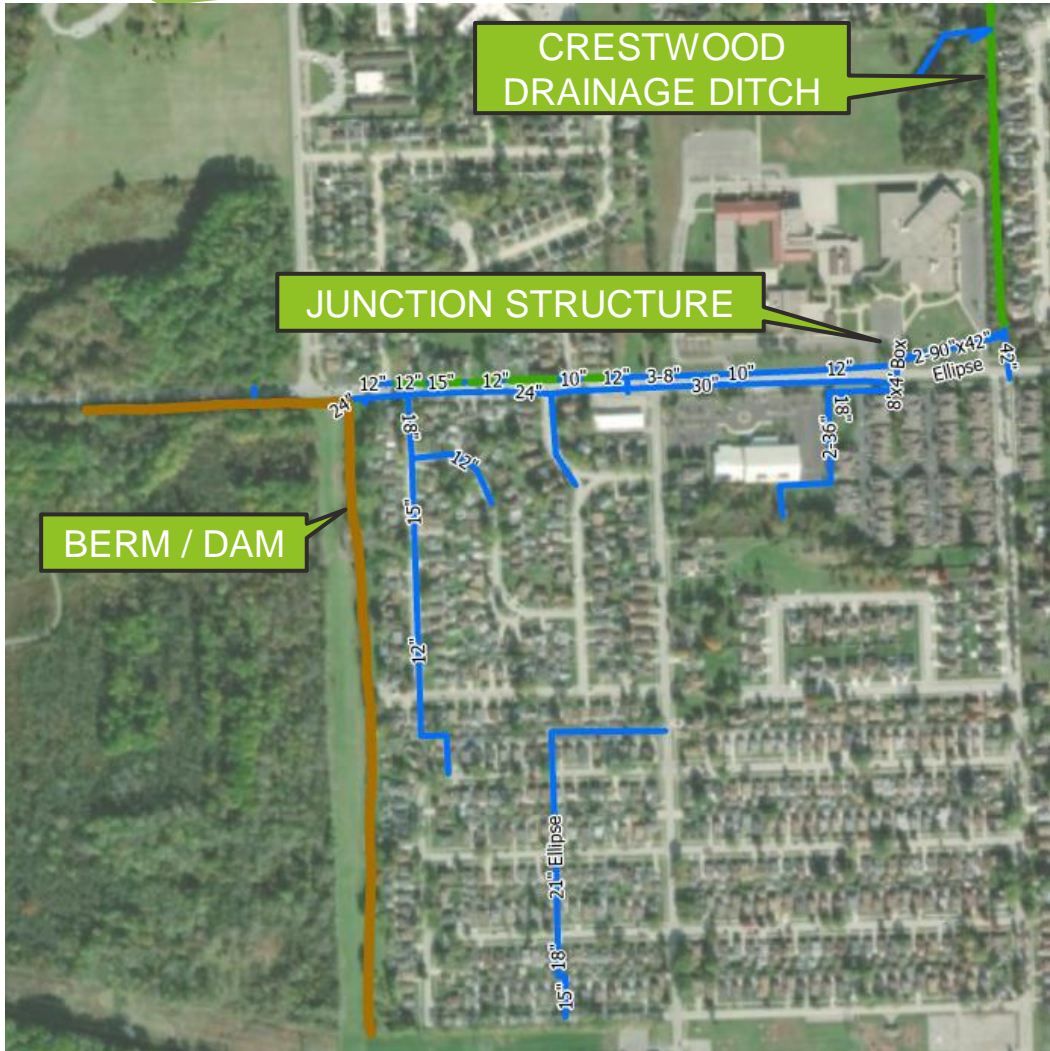 CRESTWOOD
DRAINAGE DITCH
JUNCTION STRUCTURE
2-90"x42"
Ellipse
42"
8'x4' Box
12"
12"
15"
12"
10"
12"
3-8"
10"
12"
24"
24"
30"
18"
2-36"
18"
12"
15"
BERM / DAM
12"
21" Ellipse
18"
15"